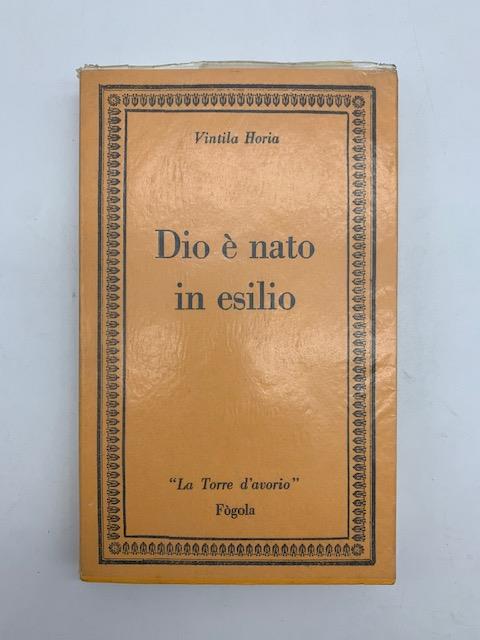 Vintila Horia
Dio è nato
in esilio
"La Torre d'avorio"
Fògola